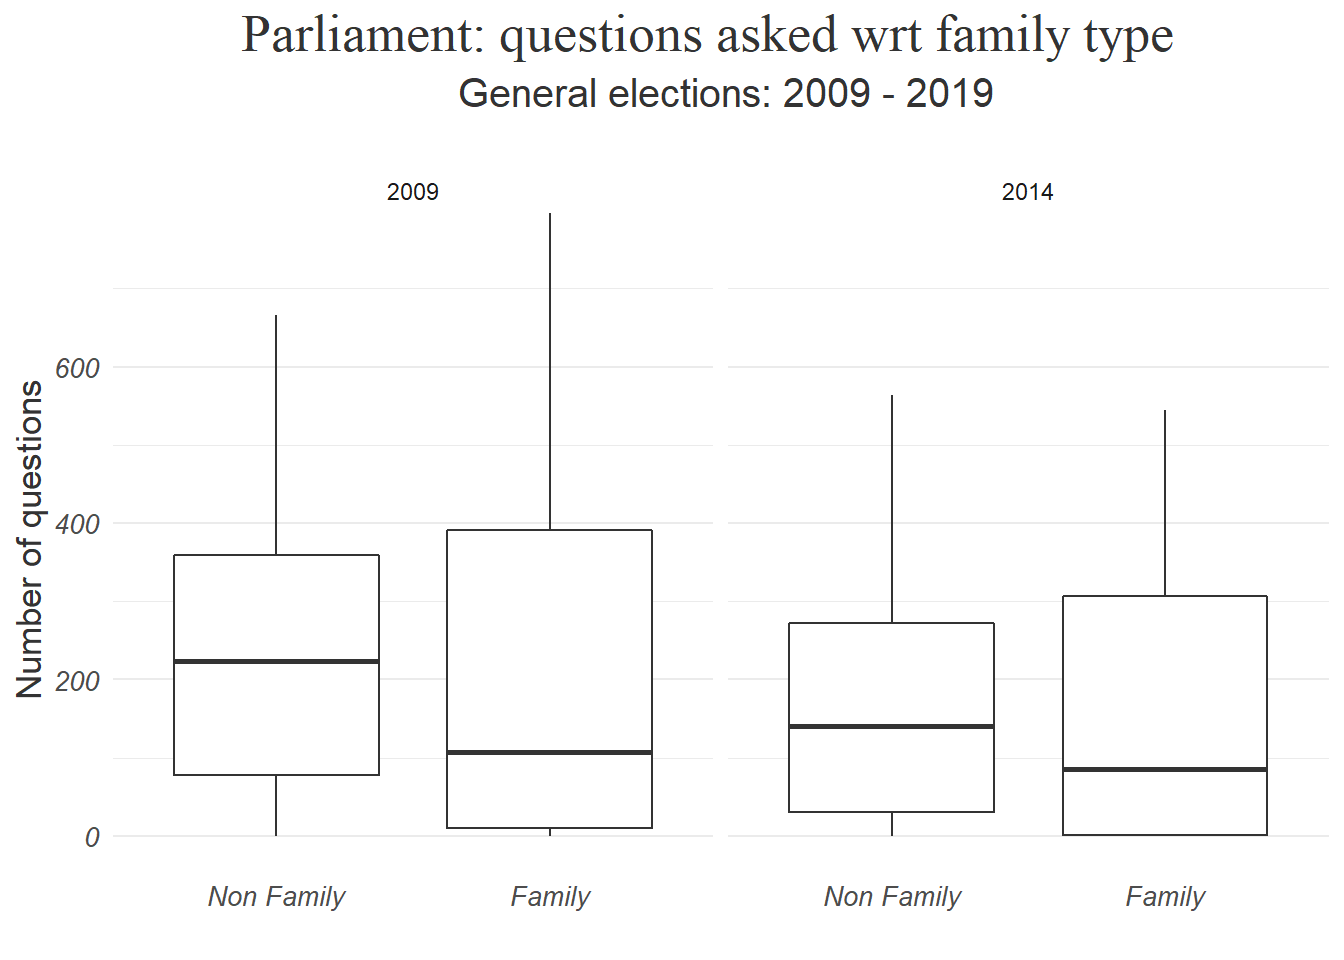 Parliament: questions asked wrt family type
General elections: 2009 - 2019
2009
2014
Number of questions
600
400
200
0
Non Family
Family
Non Family
Family